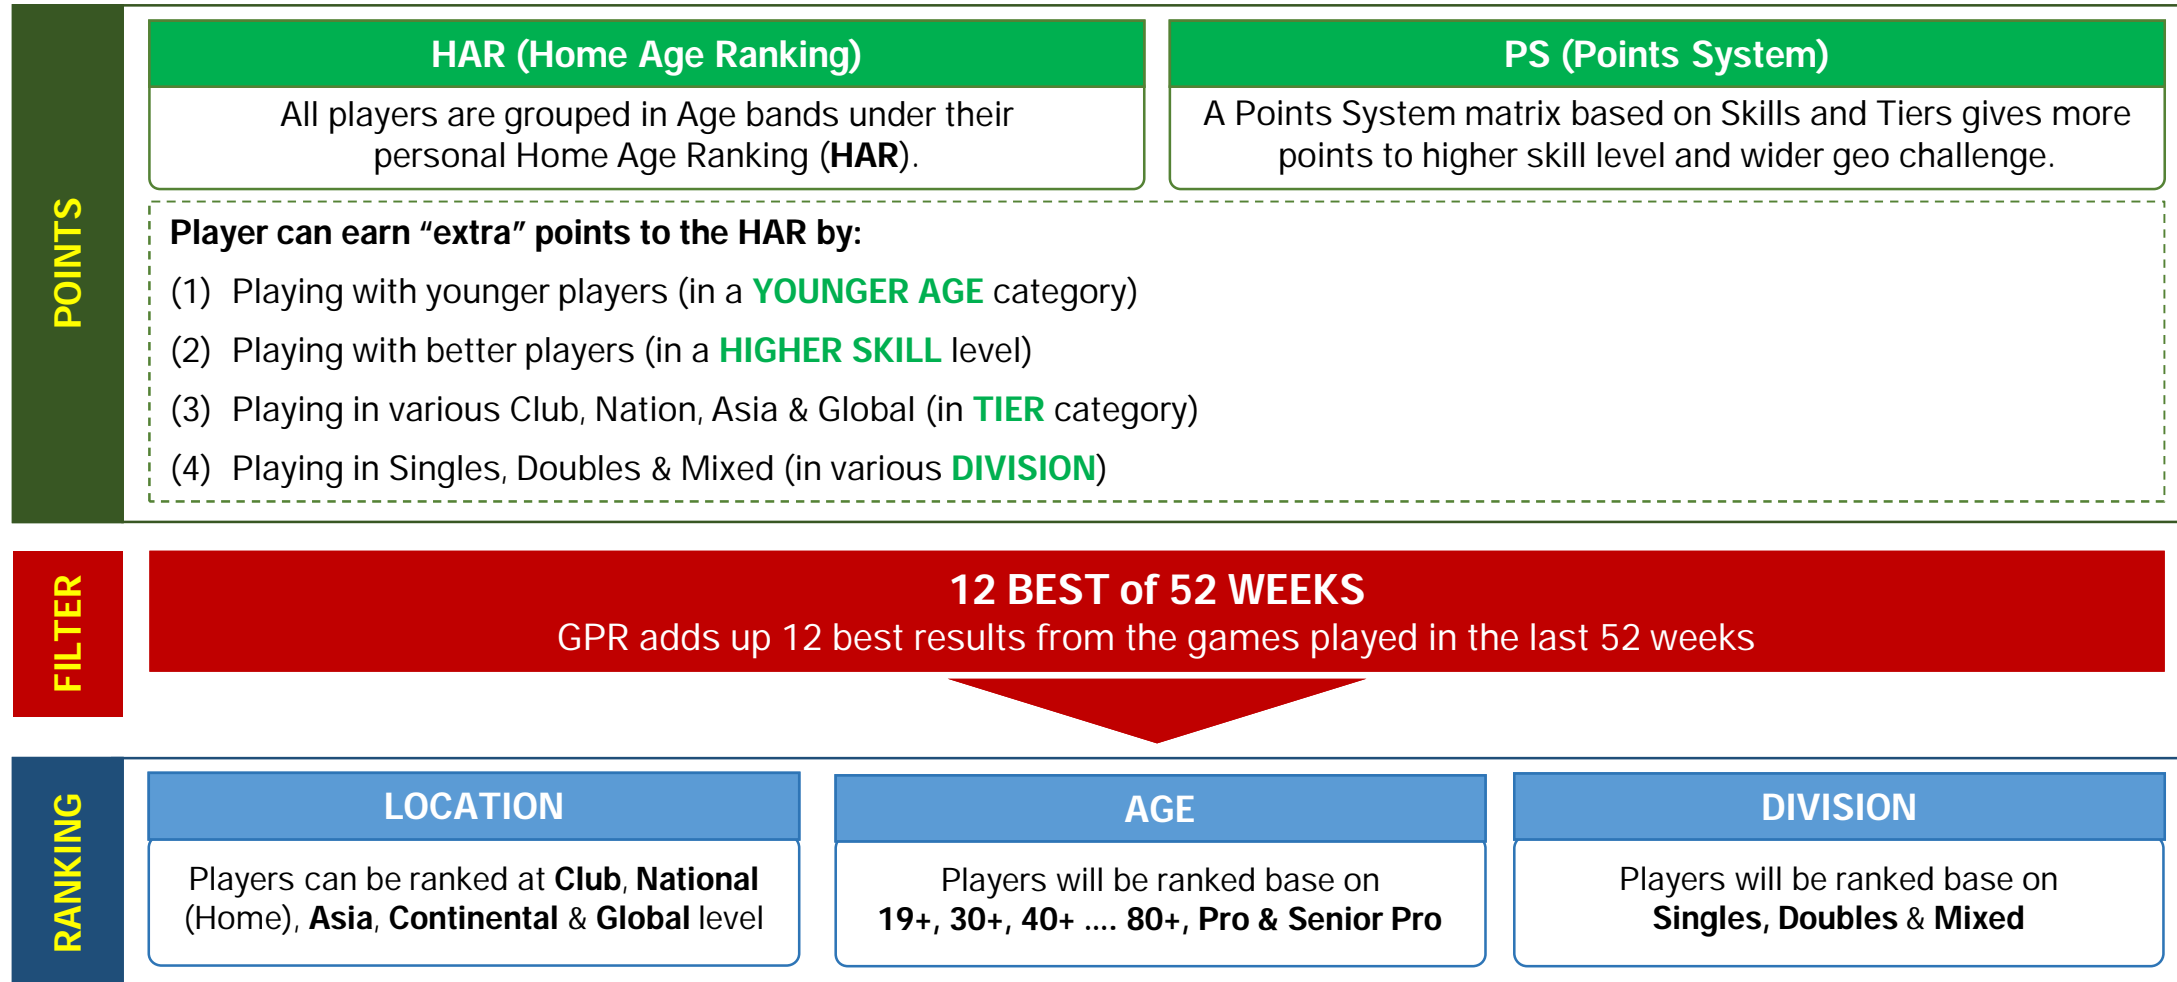 POINTS
HAR (Home Age Ranking)
All players are grouped in Age bands under their
personal Home Age Ranking (HAR).
PS (Points System)
A Points System matrix based on Skills and Tiers gives more
points to higher skill level and wider geo challenge.
Player can earn “extra” points to the HAR by:
(1) Playing with younger players (in a YOUNGER AGE category)
(2) Playing with better players (in a HIGHER SKILL level)
(3) Playing in various Club, Nation, Asia & Global (in TIER category)
(4) Playing in Singles, Doubles & Mixed (in various DIVISION)
FILTER
12 BEST of 52 WEEKS
GPR adds up 12 best results from the games played in the last 52 weeks
RANKING
LOCATION
Players can be ranked at Club, National
(Home), Asia, Continental & Global level
AGE
Players will be ranked base on
19+, 30+, 40+ .... 80+, Pro & Senior Pro
DIVISION
Players will be ranked base on
Singles, Doubles & Mixed